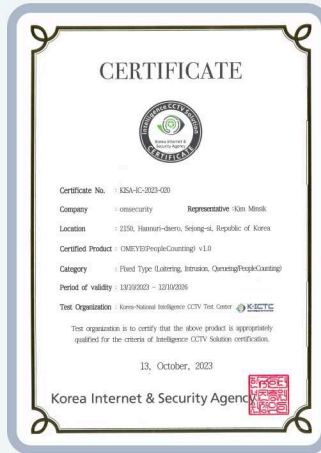 CERTIFICATE
Intelligence CCTV Solution
Korea Internet &
Security Agency
CERTIFICATE
Certificate No. : KISA-IC-2023-020
Company : omsecurity Representative :Kim Minsik
Location : 2150, Hannuri-daero, Sejong-si, Republic of Korea
Certified Product : OMEYE(PeopleCounting) v1.0
Category : Fixed Type (Loitering, Intrusion, Queueing/PeopleCounting)
Period of validity : 13/10/2023 - 12/10/2026
Test Organization : Korea-National Intelligence CCTV Test Center K-ICTC
Test organization is to certify that the above product is appropriately
qualified for the criteria of Intelligence CCTV Solution certification.
13, October, 2023
Korea Internet & Security Agency